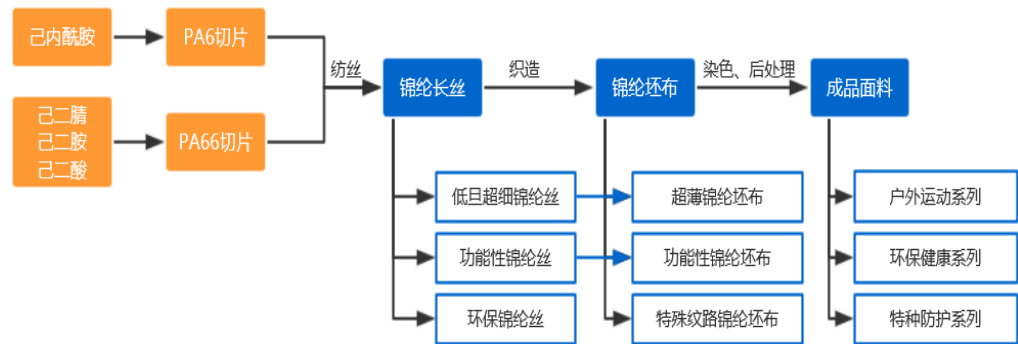 己内酰胺
PA6切片
己二腈
己二胺
己二酸
PA66切片
纺丝
锦纶长丝
织造
锦纶坯布
染色、后处理
成品面料
低旦超细锦纶丝
超薄锦纶坯布
户外运动系列
功能性锦纶丝
功能性锦纶坯布
环保健康系列
环保锦纶丝
特殊纹路锦纶坯布
特种防护系列